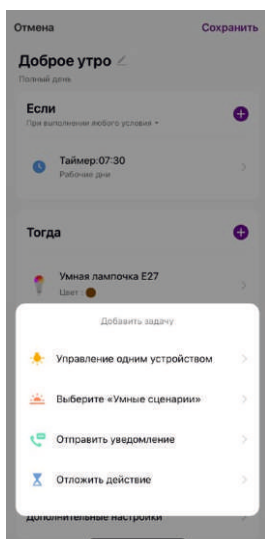 Отмена
Сохранить
Доброе утро
Полный день
Если
При выполнении любого условия
Таймер:07:30
Рабочие дни
Тогда
Умная лампочка E27
Цвет :
Добавить задачу
Управление одним устройством
Выберите «Умные сценарии»
Отправить уведомление
Отложить действие
Дополнительные настройки